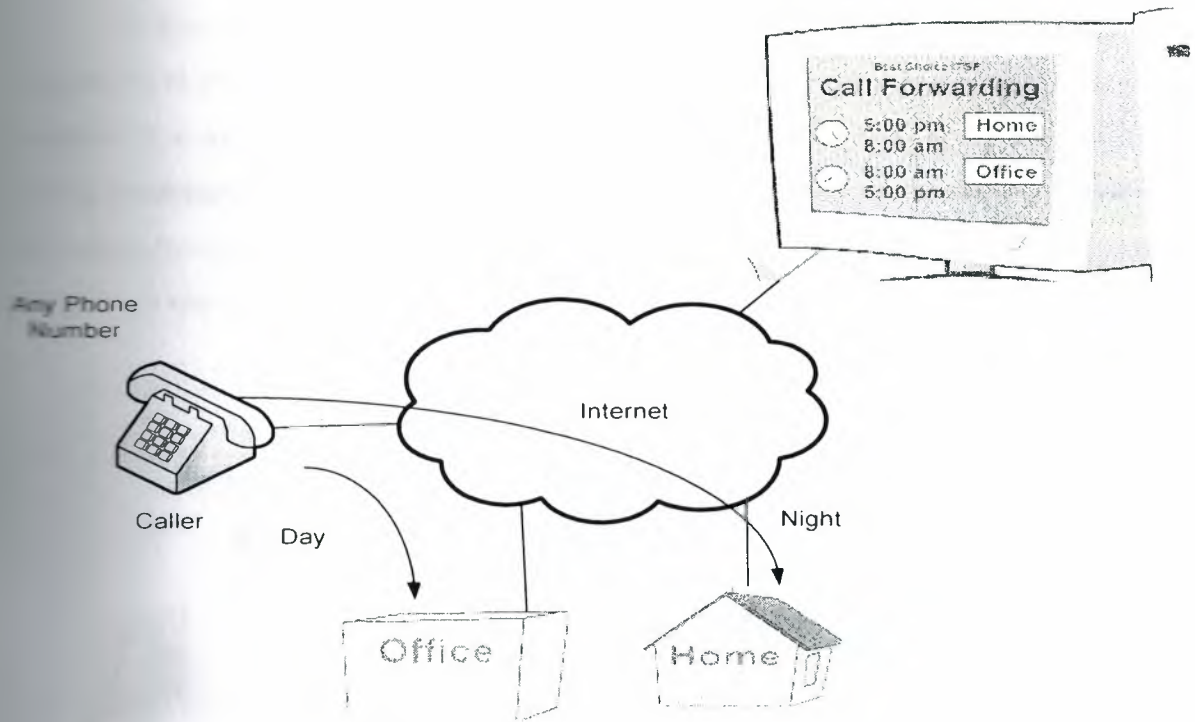 Call Forwarding
5:00 pm Home
8:00 am
8:00 am Office
5:00 pm
Any Phone
Number
Internet
Caller
Day
Night
Office
Home